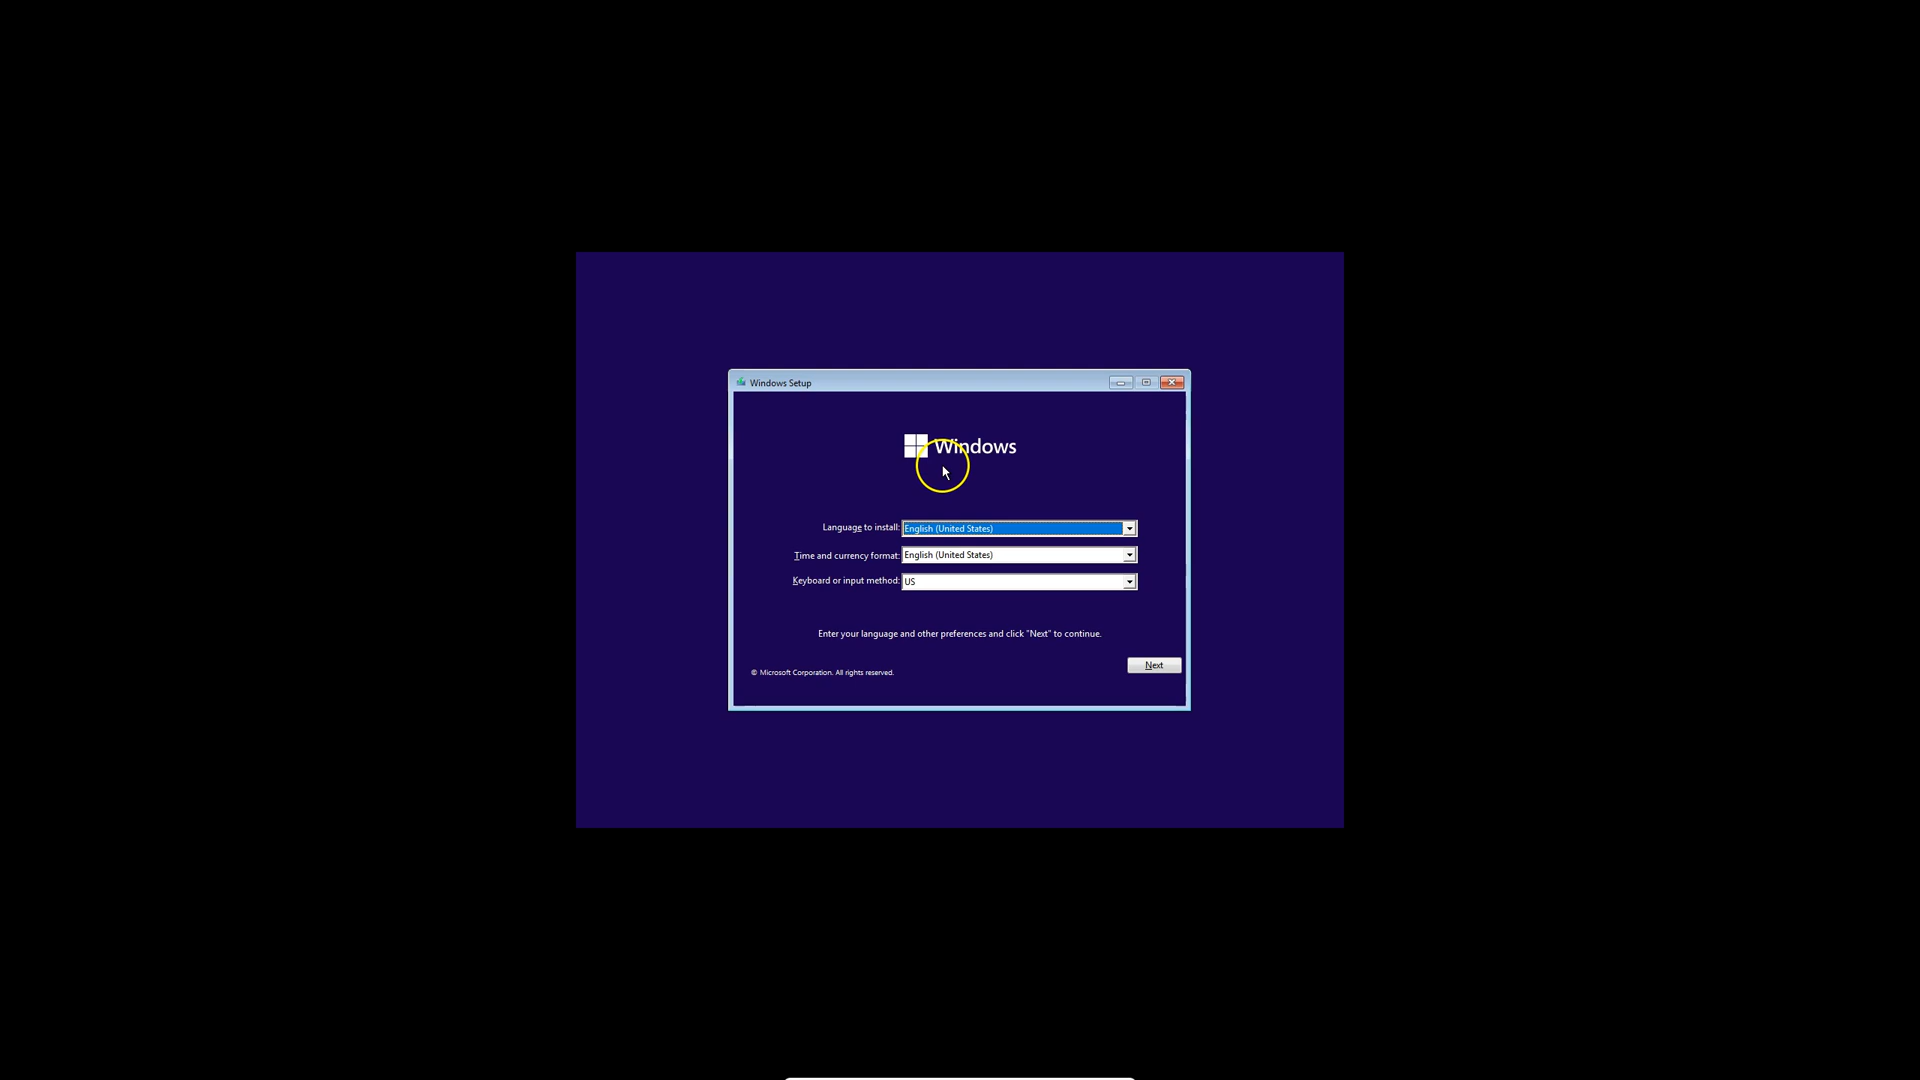 Windows Setup
Windows
Language to install: English (United States)
Time and currency format: English (United States)
Keyboard or input method: US
Enter your language and other preferences and click "Next" to continue.
Next
© Microsoft Corporation. All rights reserved.